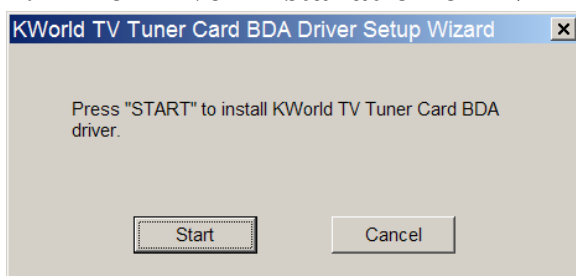 KWorld TV Tuner Card BDA Driver Setup Wizard
Press "START" to install KWorld TV Tuner Card BDA
driver.
Start Cancel